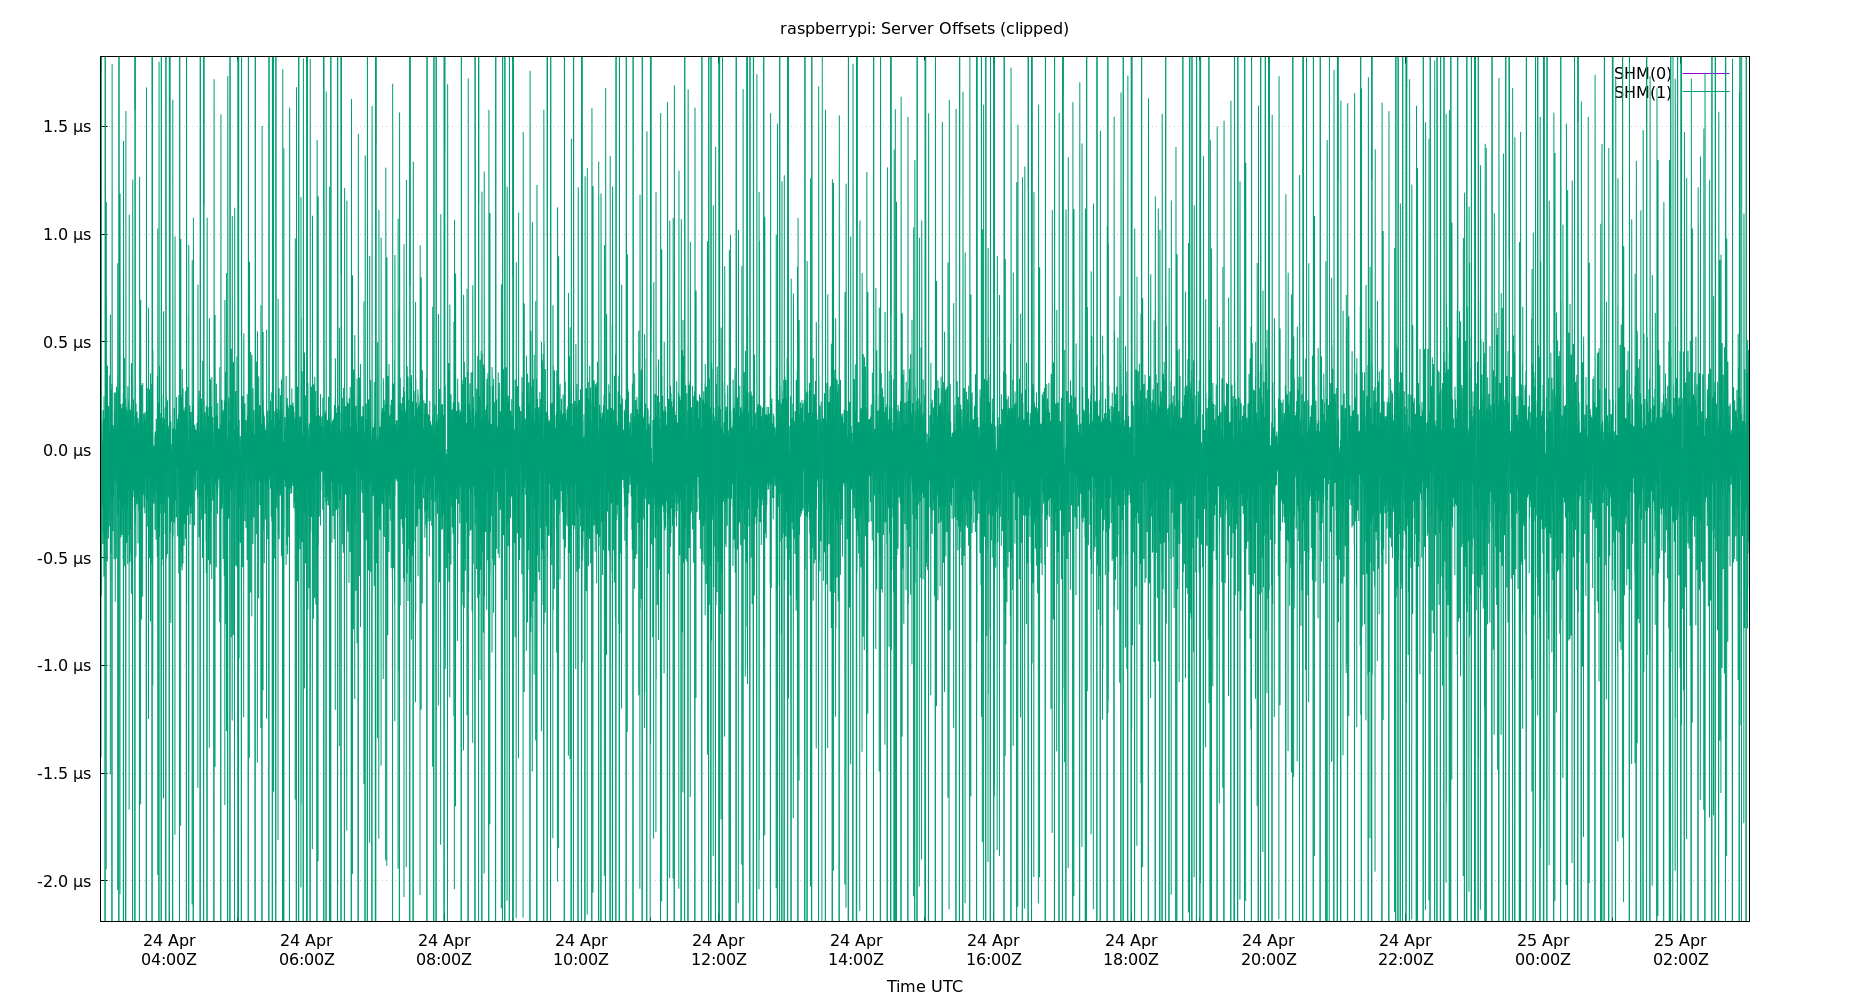 raspberrypi: Server Offsets (clipped)
SHM(0)
SHM(1)
1.5 µs
1.0 µs
0.5 µs
0.0 µs
-0.5 µs
-1.0 µs
-1.5 µs
-2.0 µs
24 Apr 24 Apr 24 Apr 24 Apr 24 Apr 24 Apr 24 Apr 24 Apr 24 Apr 24 Apr 25 Apr 25 Apr
04:00Z 06:00Z 08:00Z 10:00Z 12:00Z 14:00Z 16:00Z 18:00Z 20:00Z 22:00Z 00:00Z 02:00Z
Time UTC